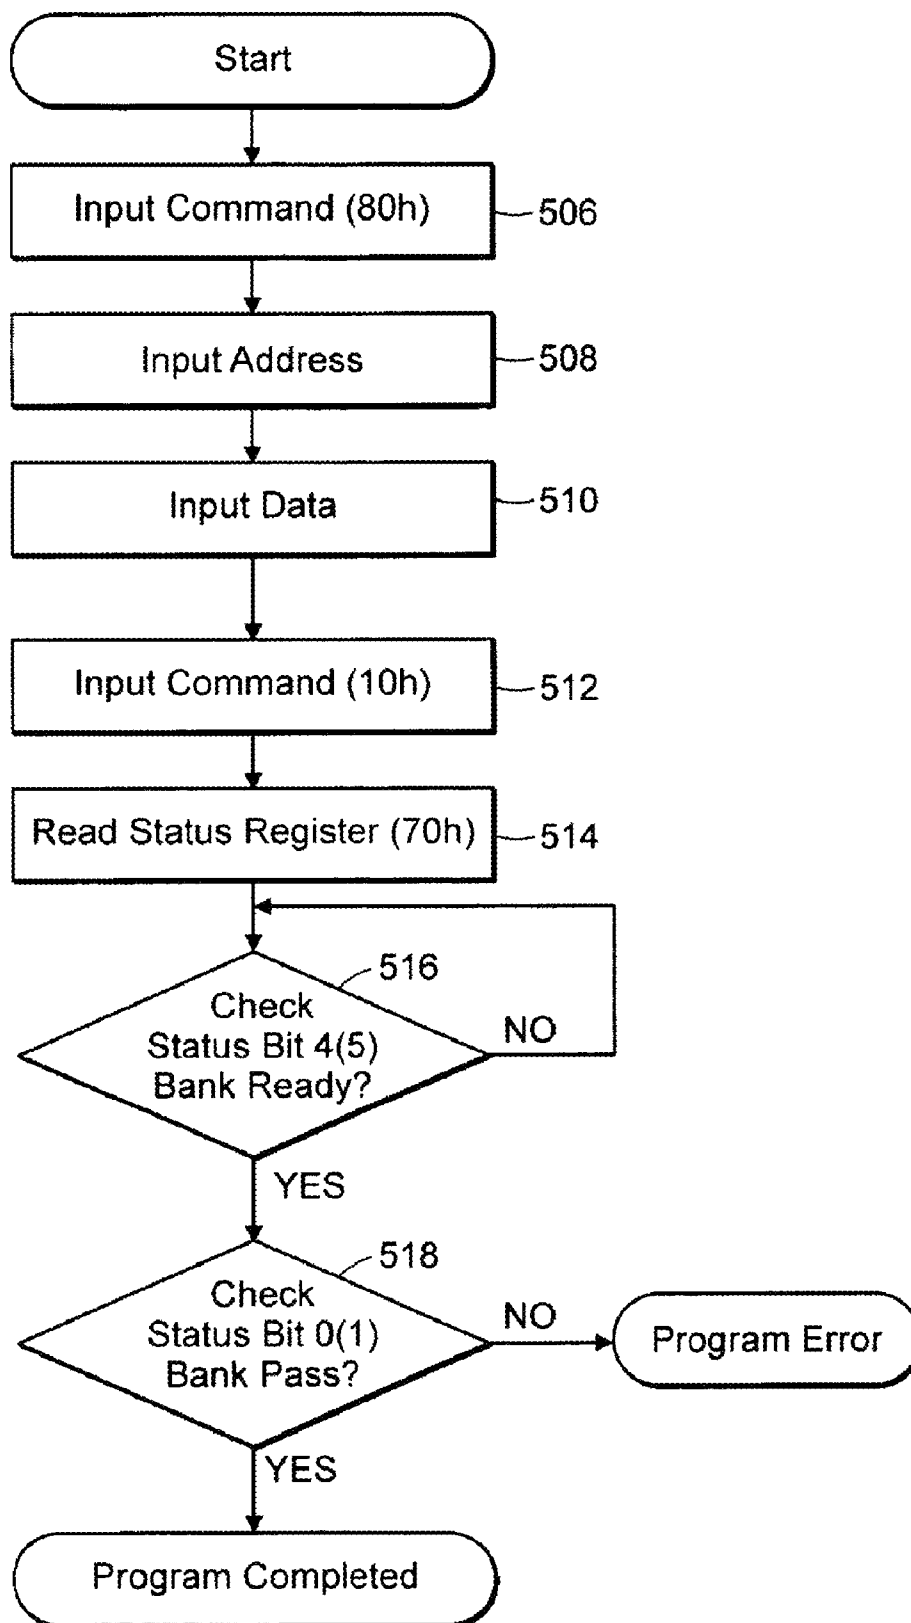 Start
Input Command (80h)
506
Input Address
508
Input Data
510
Input Command (10h)
512
Read Status Register (70h)
514
516
Check
Status Bit 4(5)
Bank Ready?
NO
YES
518
Check
Status Bit 0(1)
Bank Pass?
NO
Program Error
YES
Program Completed